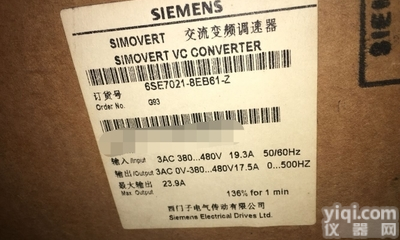 SIEMENS
SIMOVERT 交流变频调速器
SIMOVERT VC CONVERTER
订货号 6SE7021-8EB61-Z
Order No. G93
输入/Input 3AC 380...480V 19.3A 50/60Hz
输出/Output 3AC 0V-380...480V 17.5A 0...500HZ
最大输出 23.9A 136% for 1 min
Max. Output
西门子电气传动有限公司
Siemens Electrical Drives Ltd.
SIEM
yiqi.com
仪器网